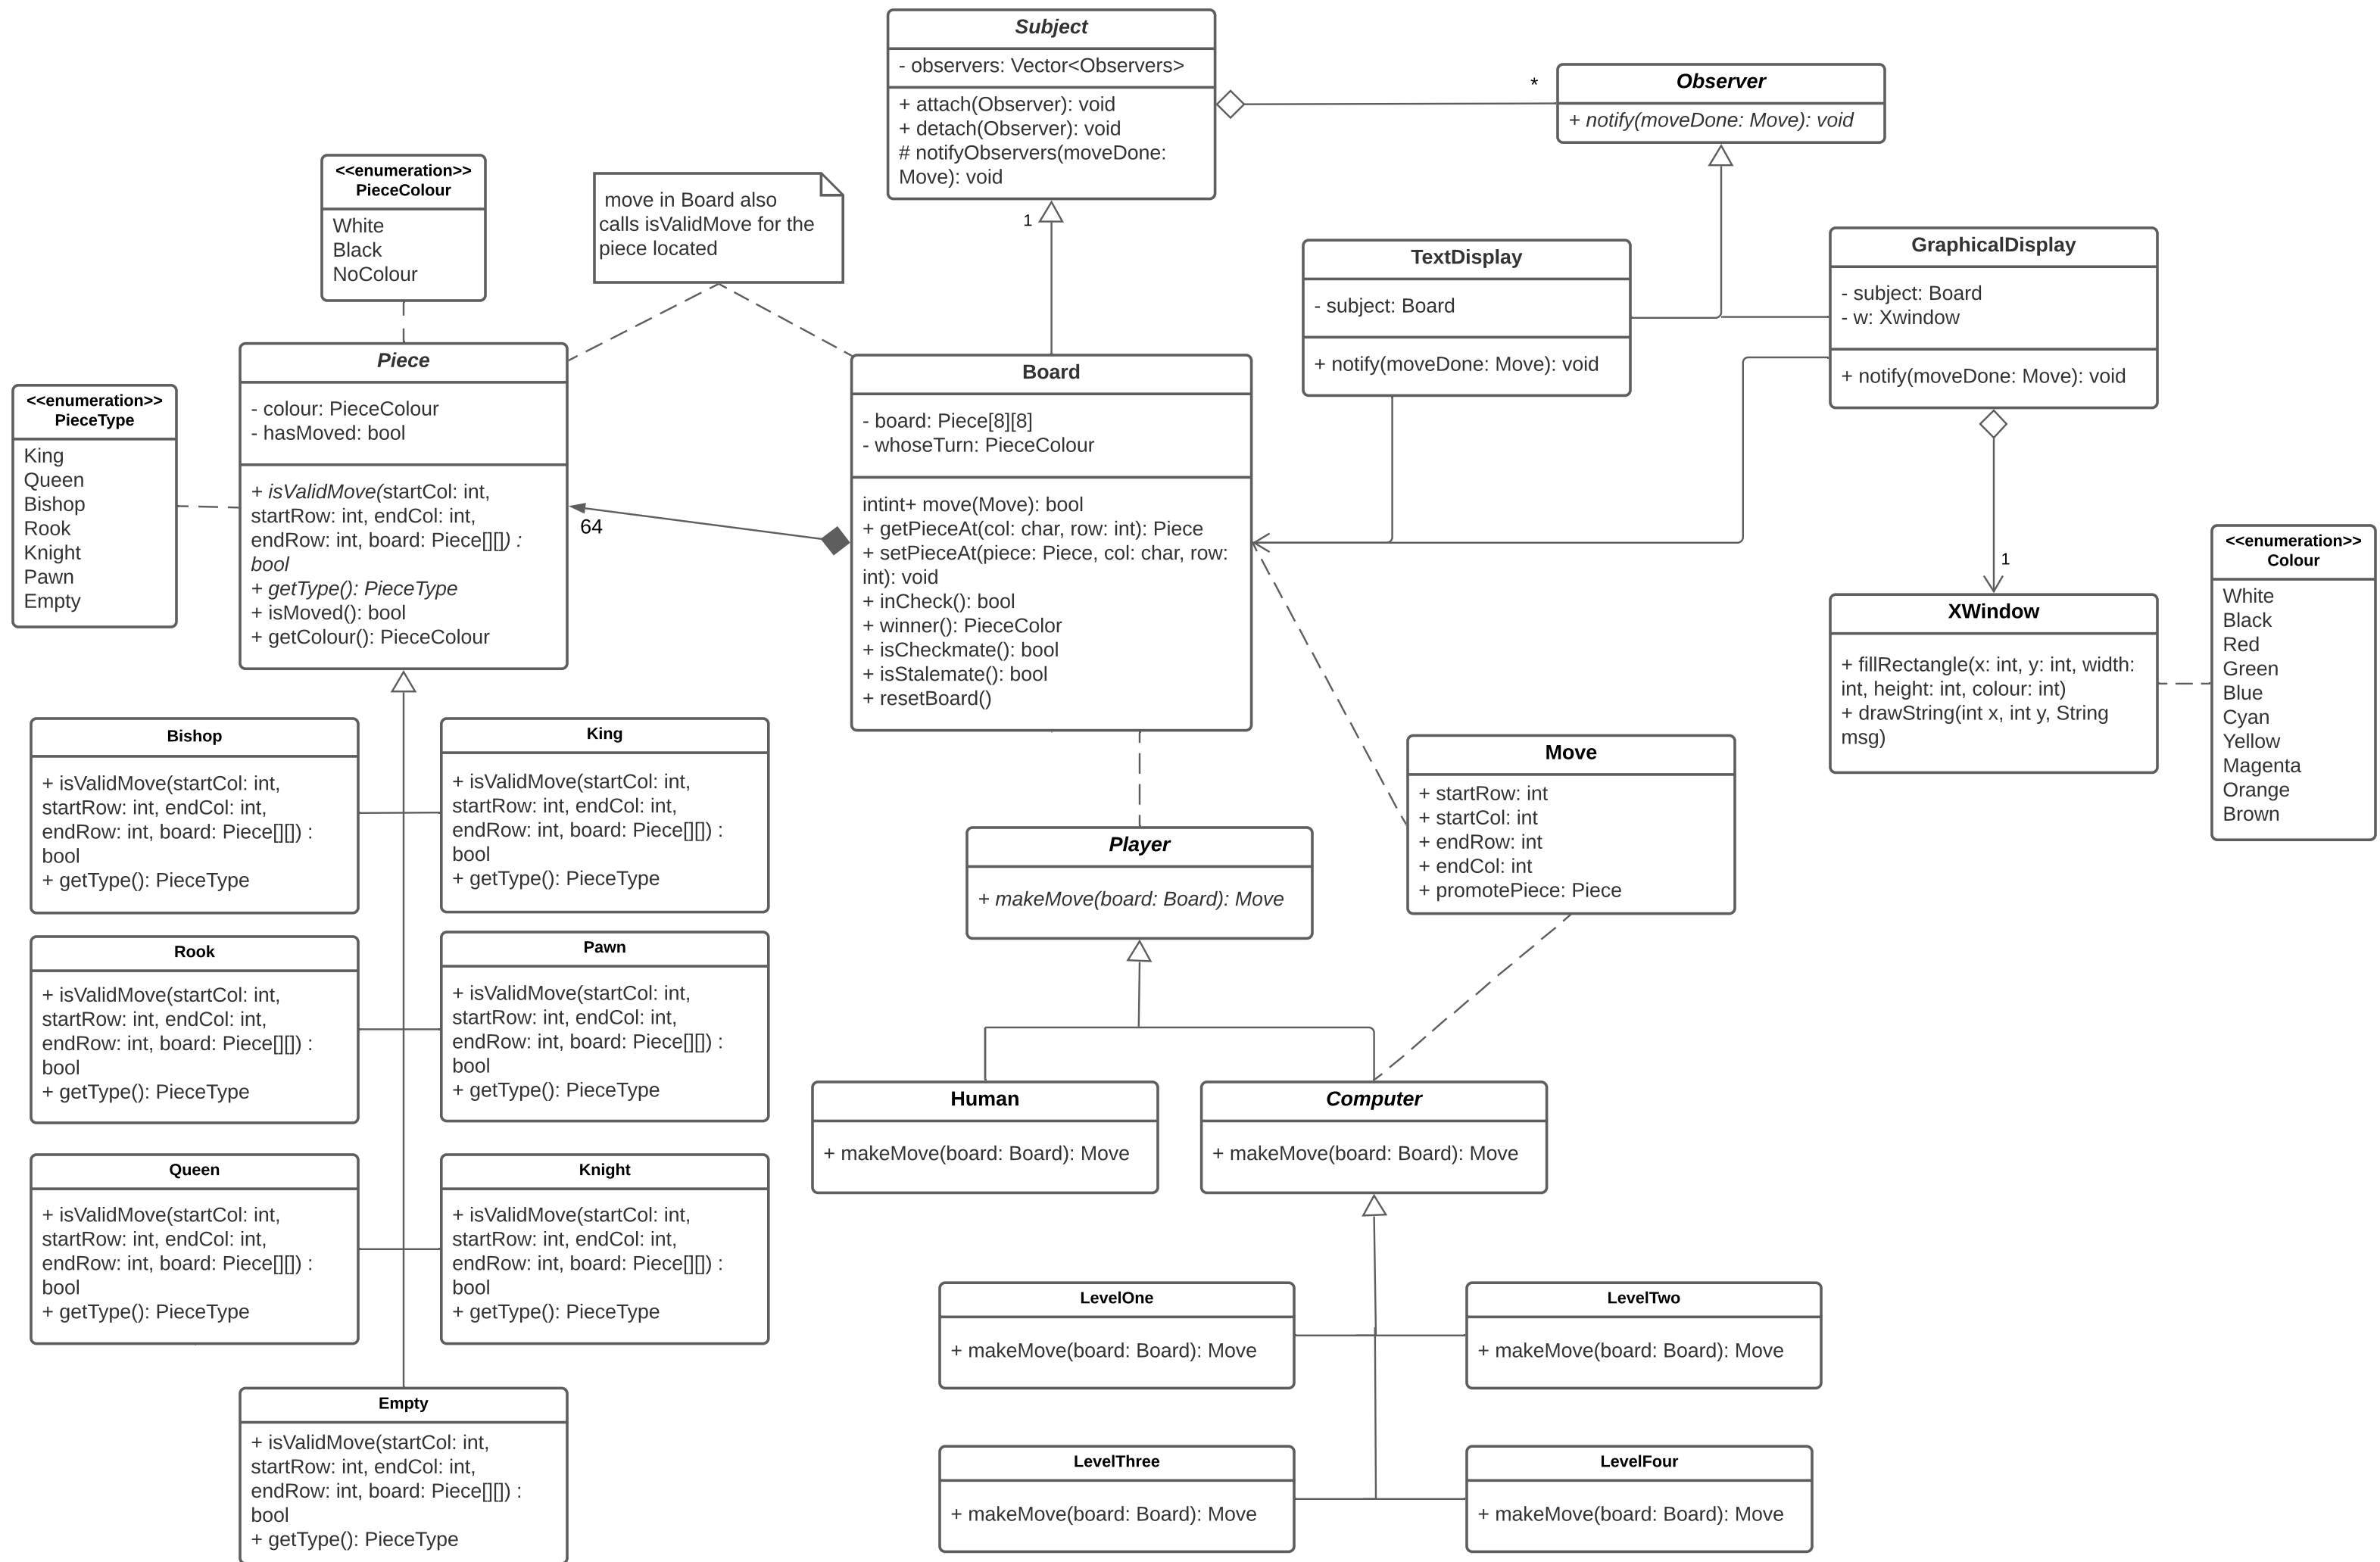 Subject
- observers: Vector<Observers>
+ attach(Observer): void
+ detach(Observer): void
# notifyObservers(moveDone:
Move): void
*
Observer
+ notify(moveDone: Move): void
<<enumeration>>
PieceColour
White
Black
NoColour
move in Board also
calls isValidMove for the
piece located
1
TextDisplay
- subject: Board
+ notify(moveDone: Move): void
GraphicalDisplay
- subject: Board
- w: Xwindow
+ notify(moveDone: Move): void
<<enumeration>>
PieceType
King
Queen
Bishop
Rook
Knight
Pawn
Empty
Piece
- colour: PieceColour
- hasMoved: bool
+ isValidMove(startCol: int,
startRow: int, endCol: int,
endRow: int, board: Piece[][]) :
bool
+ getType(): PieceType
+ isMoved(): bool
+ getColour(): PieceColour
64
Board
- board: Piece[8][8]
- whoseTurn: PieceColour
intint+ move(Move): bool
+ getPieceAt(col: char, row: int): Piece
+ setPieceAt(piece: Piece, col: char, row:
int): void
+ inCheck(): bool
+ winner(): PieceColor
+ isCheckmate(): bool
+ isStalemate(): bool
+ resetBoard()
1
XWindow
+ fillRectangle(x: int, y: int, width:
int, height: int, colour: int)
+ drawString(int x, int y, String
msg)
<<enumeration>>
Colour
White
Black
Red
Green
Blue
Cyan
Yellow
Magenta
Orange
Brown
Bishop
+ isValidMove(startCol: int,
startRow: int, endCol: int,
endRow: int, board: Piece[][]) :
bool
+ getType(): PieceType
King
+ isValidMove(startCol: int,
startRow: int, endCol: int,
endRow: int, board: Piece[][]) :
bool
+ getType(): PieceType
Player
+ makeMove(board: Board): Move
Move
+ startRow: int
+ startCol: int
+ endRow: int
+ endCol: int
+ promotePiece: Piece
Rook
+ isValidMove(startCol: int,
startRow: int, endCol: int,
endRow: int, board: Piece[][]) :
bool
+ getType(): PieceType
Pawn
+ isValidMove(startCol: int,
startRow: int, endCol: int,
endRow: int, board: Piece[][]) :
bool
+ getType(): PieceType
Human
+ makeMove(board: Board): Move
Computer
+ makeMove(board: Board): Move
Queen
+ isValidMove(startCol: int,
startRow: int, endCol: int,
endRow: int, board: Piece[][]) :
bool
+ getType(): PieceType
Knight
+ isValidMove(startCol: int,
startRow: int, endCol: int,
endRow: int, board: Piece[][]) :
bool
+ getType(): PieceType
LevelOne
+ makeMove(board: Board): Move
LevelTwo
+ makeMove(board: Board): Move
Empty
+ isValidMove(startCol: int,
startRow: int, endCol: int,
endRow: int, board: Piece[][]) :
bool
+ getType(): PieceType
LevelThree
+ makeMove(board: Board): Move
LevelFour
+ makeMove(board: Board): Move